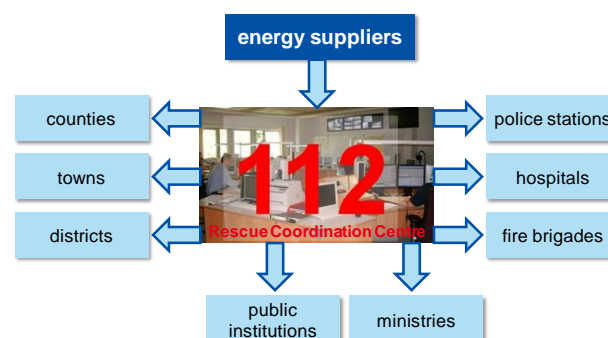 energy suppliers
counties
police stations
112
towns
hospitals
Rescue Coordination Centre
districts
fire brigades
public
institutions
ministries